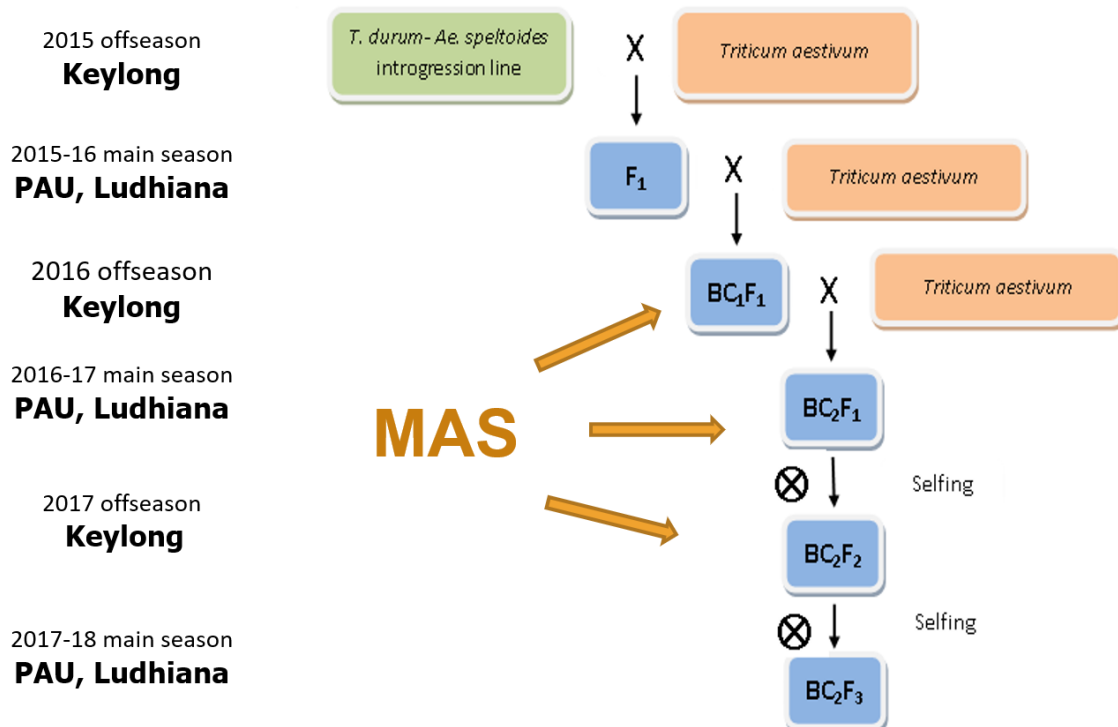 2015 offseason
Keylong
T. durum- Ae. speltoides
introgression line
X
Triticum aestivum
2015-16 main season
PAU, Ludhiana
F₁
X
Triticum aestivum
2016 offseason
Keylong
BC₁F₁
X
Triticum aestivum
2016-17 main season
PAU, Ludhiana
MAS
BC₂F₁
Selfing
2017 offseason
Keylong
BC₂F₂
Selfing
2017-18 main season
PAU, Ludhiana
BC₂F₃